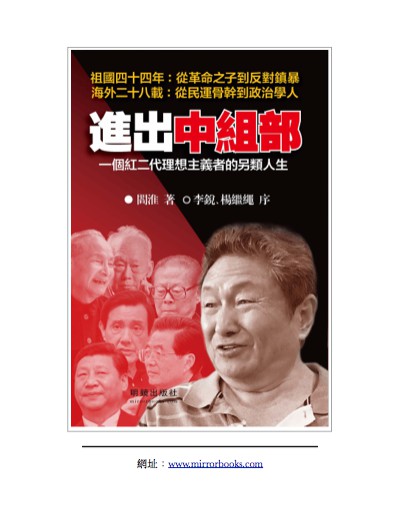 祖國四十四年：從革命之子到反對鎮暴
海外二十八載：從民運骨幹到政治學人
進出中組部
一個紅二代理想主義者的另類人生
● 閻淮 著 ○ 李銳、楊繼繩 序
明鏡出版社
網址：www.mirrorbooks.com